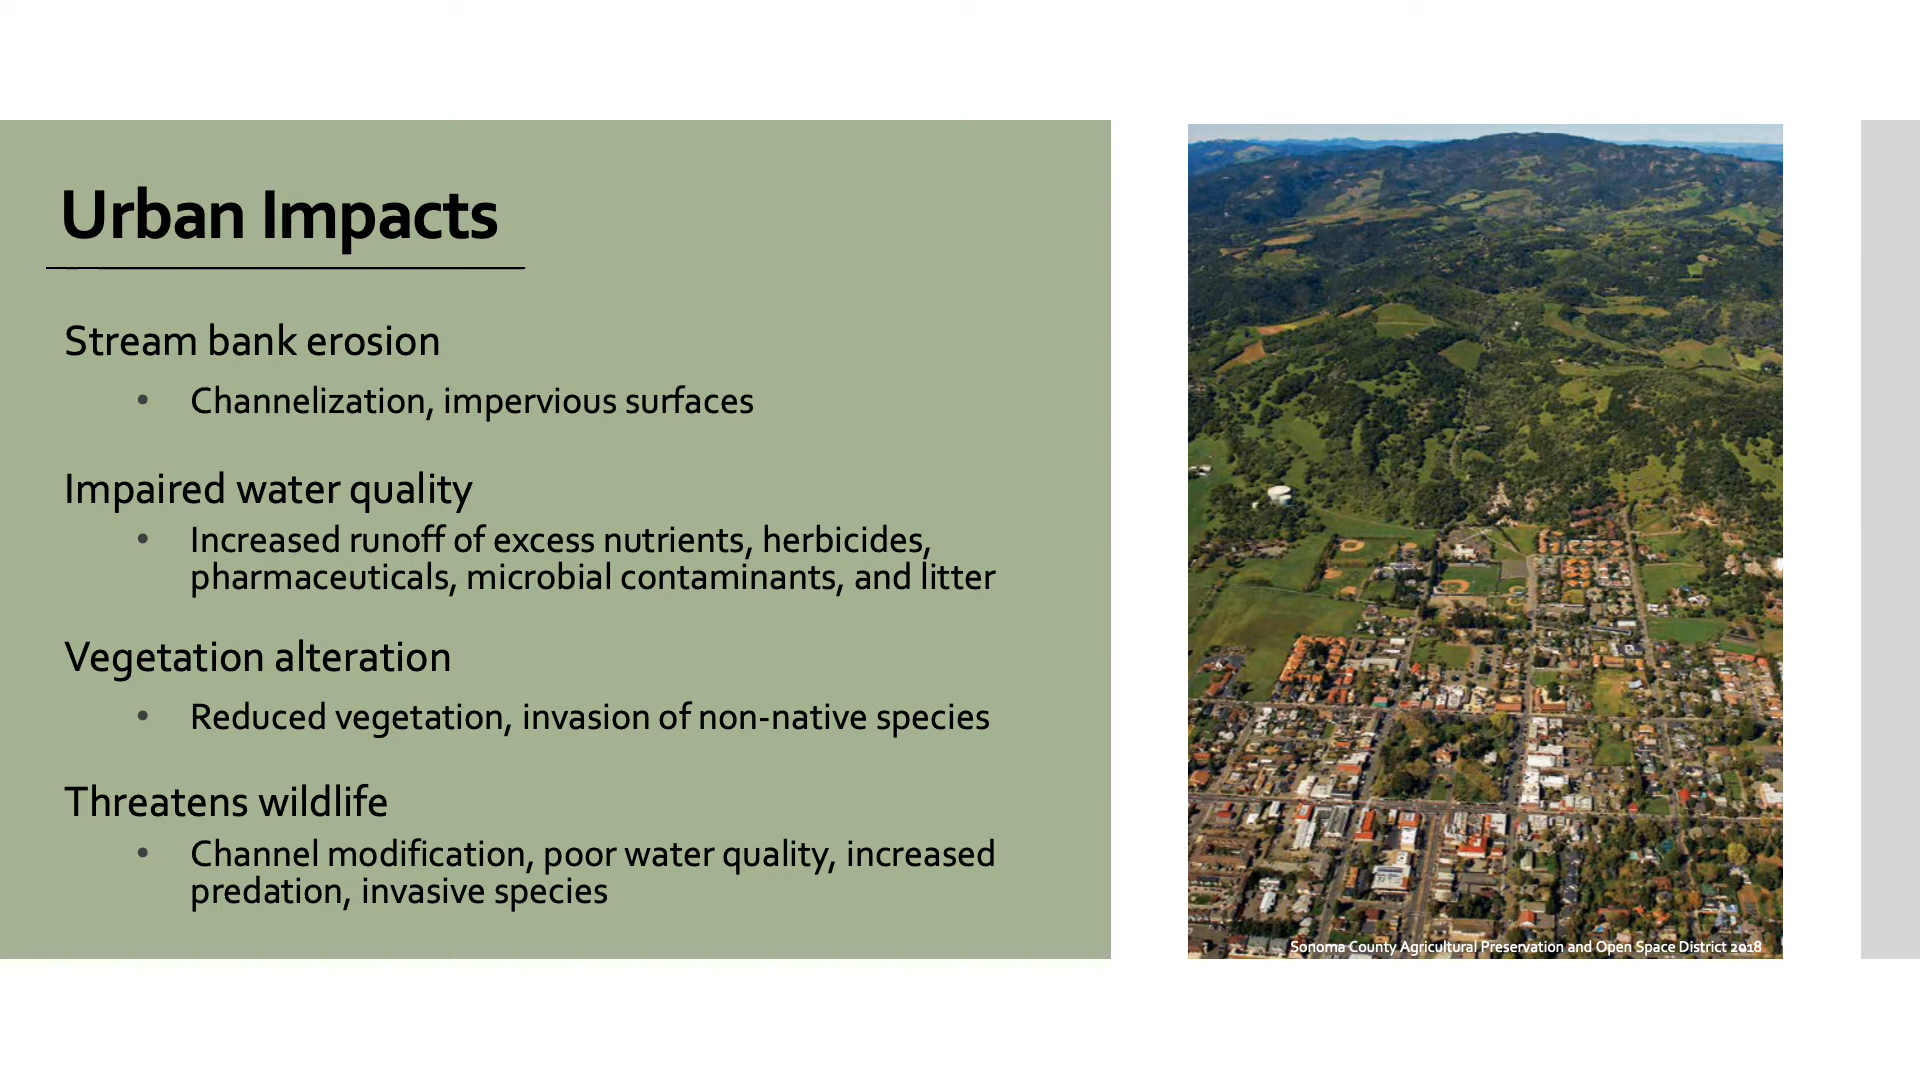 Urban Impacts
Stream bank erosion
• Channelization, impervious surfaces
Impaired water quality
• Increased runoff of excess nutrients, herbicides,
pharmaceuticals, microbial contaminants, and litter
Vegetation alteration
• Reduced vegetation, invasion of non-native species
Threatens wildlife
• Channel modification, poor water quality, increased
predation, invasive species
Sonoma County Agricultural Preservation and Open Space District 2018